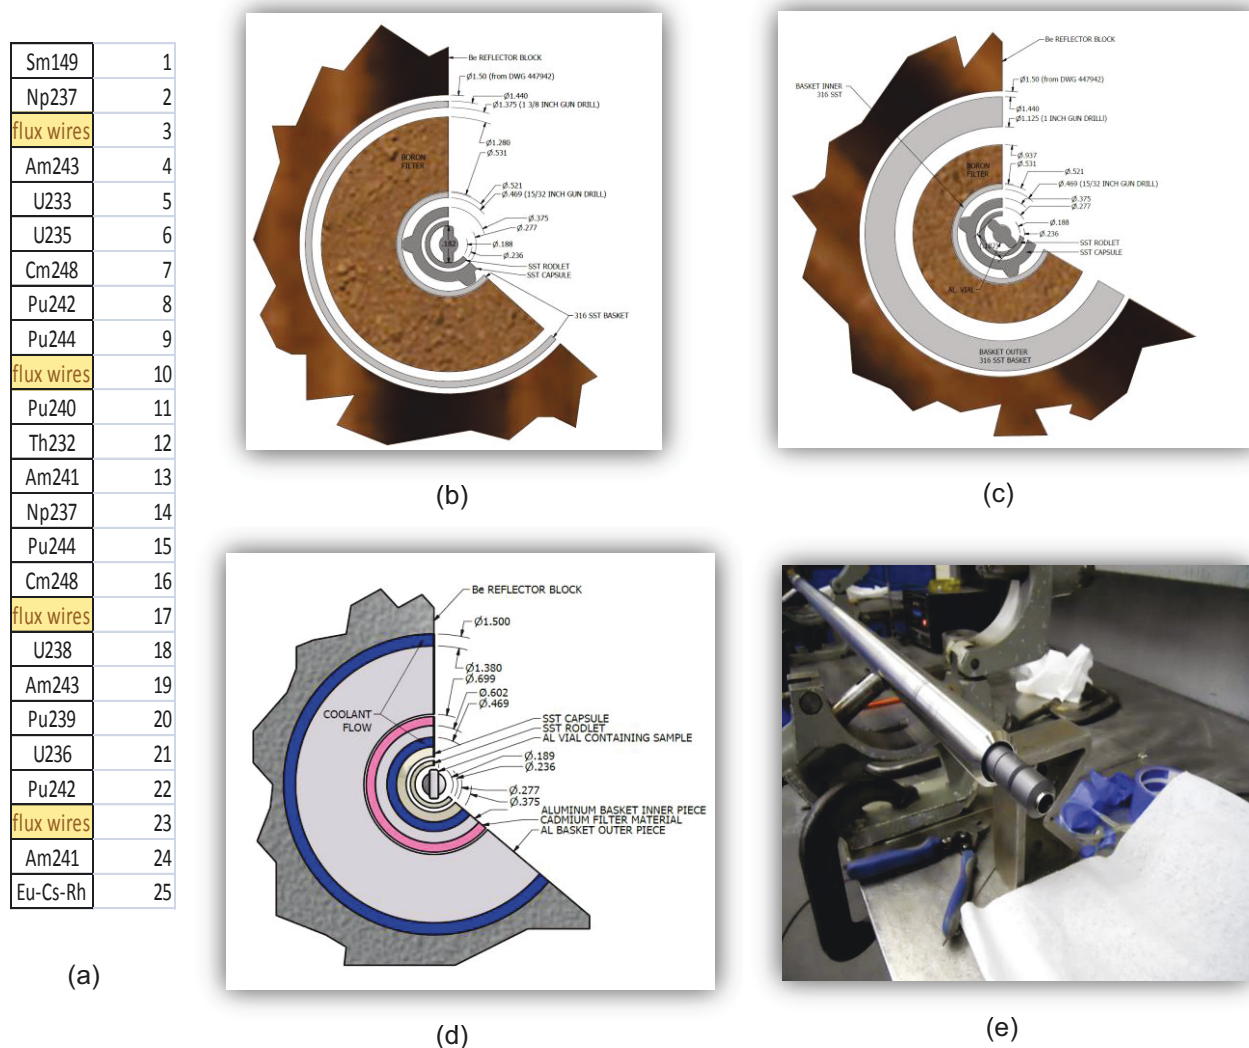 Sm149 1
Np237 2
flux wires 3
Am243 4
U233 5
U235 6
Cm248 7
Pu242 8
Pu244 9
flux wires 10
Pu240 11
Th232 12
Am241 13
Np237 14
Pu244 15
Cm248 16
flux wires 17
U238 18
Am243 19
Pu239 20
U236 21
Pu242 22
flux wires 23
Am241 24
Eu-Cs-Rh 25
(a)
Be REFLECTOR BLOCK
Ø1.50 (from DWG 447942)
Ø1.440
Ø1.375 (1 3/8 INCH GUN DRILL)
Ø1.280
Ø.531
BORON
FILTER
Ø.521
Ø.469 (15/32 INCH GUN DRILL)
Ø.375
Ø.277
.182
Ø.188
Ø.236
SST RODLET
SST CAPSULE
316 SST BASKET
(b)
Be REFLECTOR BLOCK
Ø1.50 (from DWG 447942)
BASKET INNER
316 SST
Ø1.440
Ø1.125 (1 INCH GUN DRILL)
Ø.937
Ø.531
BORON
FILTER
Ø.521
Ø.469 (15/32 INCH GUN DRILL)
Ø.375
Ø.277
Ø.188
Ø.236
SST RODLET
SST CAPSULE
AL VIAL
BASKET OUTER
316 SST BASKET
(c)
Be REFLECTOR BLOCK
Ø1.500
Ø1.380
Ø.699
Ø.602
Ø.469
COOLANT
FLOW
SST CAPSULE
SST RODLET
AL VIAL CONTAINING SAMPLE
Ø.189
Ø.236
Ø.277
Ø.375
ALUMINUM BASKET INNER PIECE
CADMIUM FILTER MATERIAL
AL BASKET OUTER PIECE
(d)
(e)